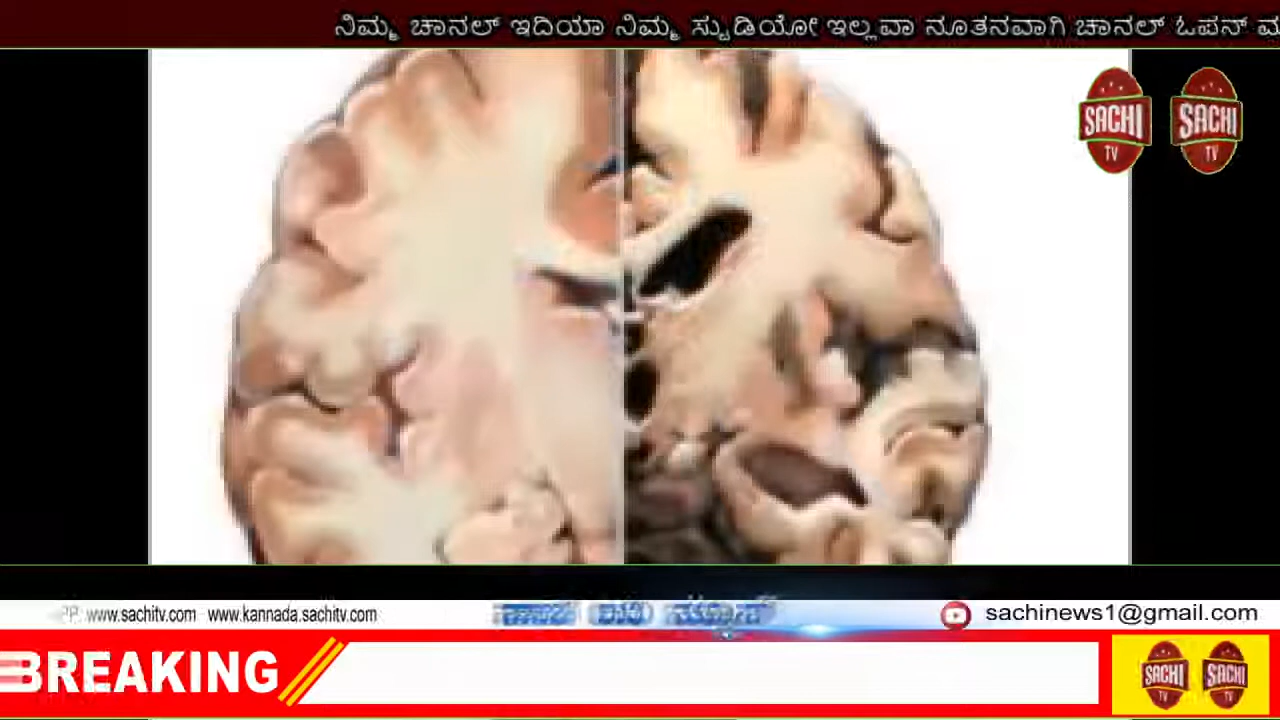 ನಿಮ್ಮ ಚಾನಲ್ ಇದಿಯಾ ನಿಮ್ಮ ಸ್ಟುಡಿಯೋ ಇಲ್ಲವಾ ನೂತನವಾಗಿ ಚಾನಲ್ ಓಪನ್
SACHI TV SACHI TV
www.sachitv.com www.kannada.sachitv.com sachinews1@gmail.com
BREAKING
SACHI TV SACHI TV